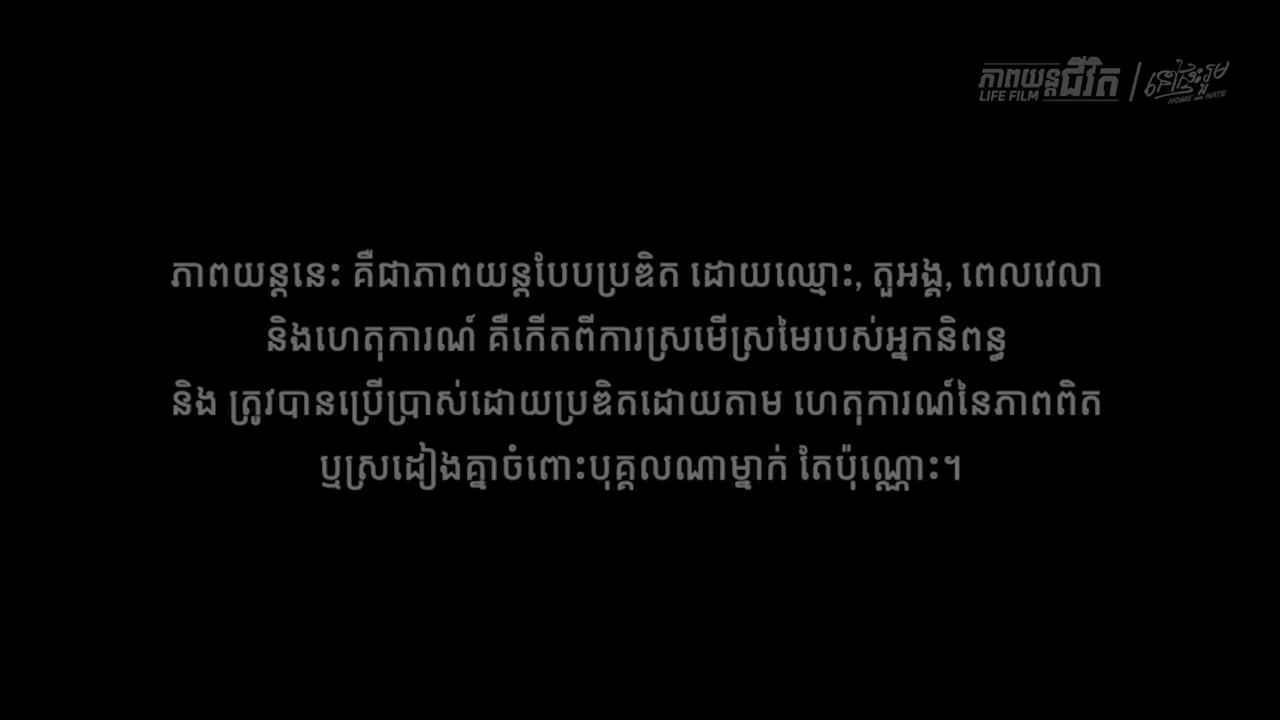 ភាពយន្តជីវិត
LIFE FILM
HOME HATE
ភាពយន្តនេះ គឺជាភាពយន្តបែបប្រឌិត ដោយឈ្មោះ, តួអង្គ, ពេលវេលា
និងហេតុការណ៍ គឺកើតពីការស្រមើស្រមៃរបស់អ្នកនិពន្ធ
និង ត្រូវបានប្រើប្រាស់ដោយប្រឌិតដោយតាម ហេតុការណ៍នៃភាពពិត
ឬស្រដៀងគ្នាចំពោះបុគ្គលណាម្នាក់ តែប៉ុណ្ណោះ។